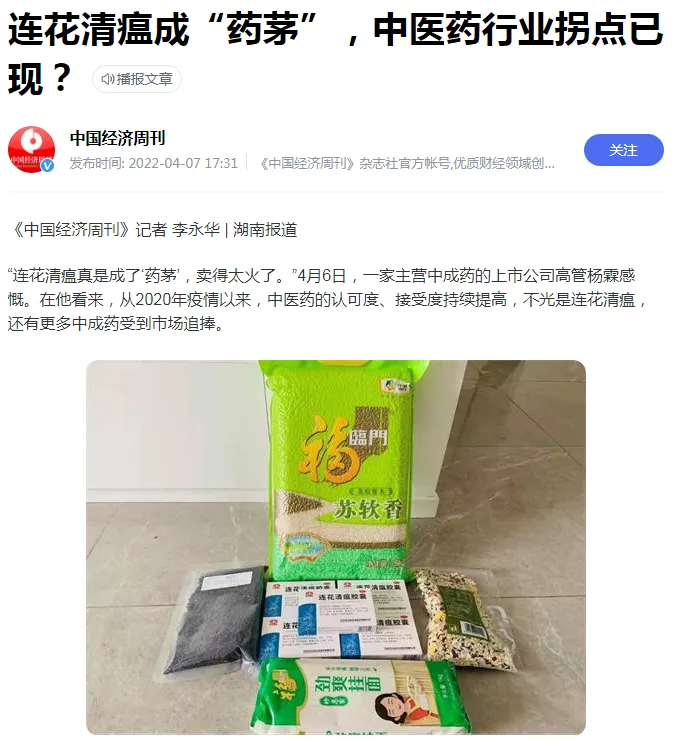 连花清瘟成“药茅”，中医药行业拐点已
现？ 播报文章
中国经济周刊
发布时间: 2022-04-07 17:31 《中国经济周刊》杂志社官方帐号,优质财经领域创...
关注
《中国经济周刊》记者 李永华 | 湖南报道
“连花清瘟真是成了‘药茅’，卖得太火了。”4月6日，一家主营中成药的上市公司高管杨霖感
慨。在他看来，从2020年疫情以来，中医药的认可度、接受度持续提高，不光是连花清瘟，
还有更多中成药受到市场追捧。
福临門
苏软香
连花清瘟胶囊
连花清瘟胶囊
连花清瘟胶囊
连花清瘟胶囊
劲爽挂面